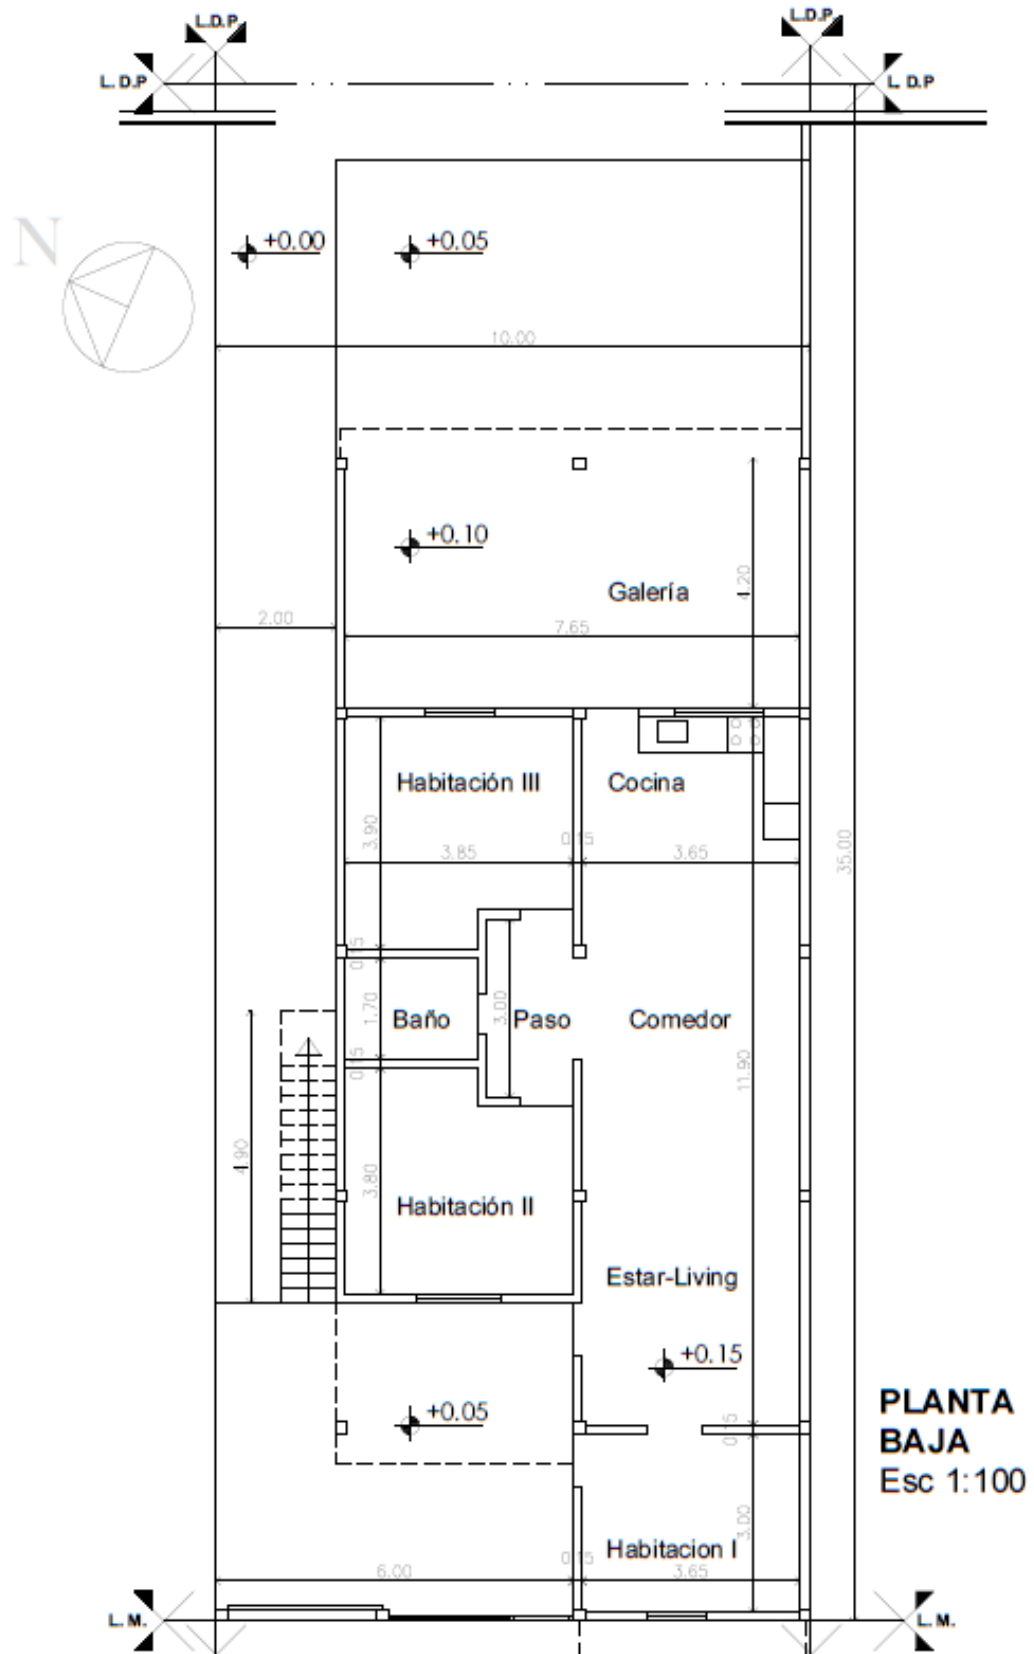 L.D.P.
L.D.P.
L. D.P
L. D.P
N
+0.00
+0.05
10.00
+0.10
Galería
4.20
2.00
7.65
Habitación III
Cocina
3.90
3.85
0.15
3.65
35.00
0.15
Baño
1.70
3.00
Paso
Comedor
0.15
11.90
4.90
3.80
Habitación II
Estar-Living
+0.15
+0.05
0.15
PLANTA
BAJA
Esc 1:100
3.00
Habitacion I
6.00
0.15
3.65
L. M.
L. M.